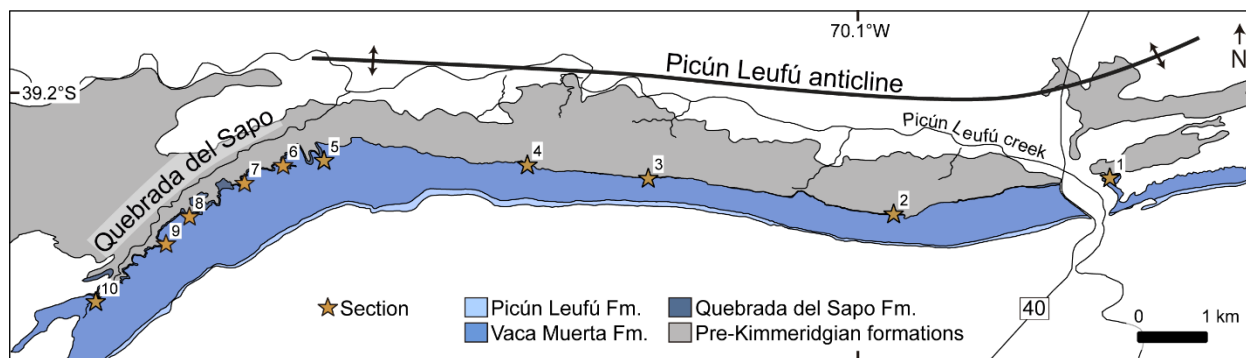 70.1°W
N
39.2°S
Picún Leufú anticline
Picún Leufú creek
Quebrada del Sapo
1
2
3
4
5
6
7
8
9
10
Section
Picún Leufú Fm.
Vaca Muerta Fm.
Quebrada del Sapo Fm.
Pre-Kimmeridgian formations
40
0 1 km